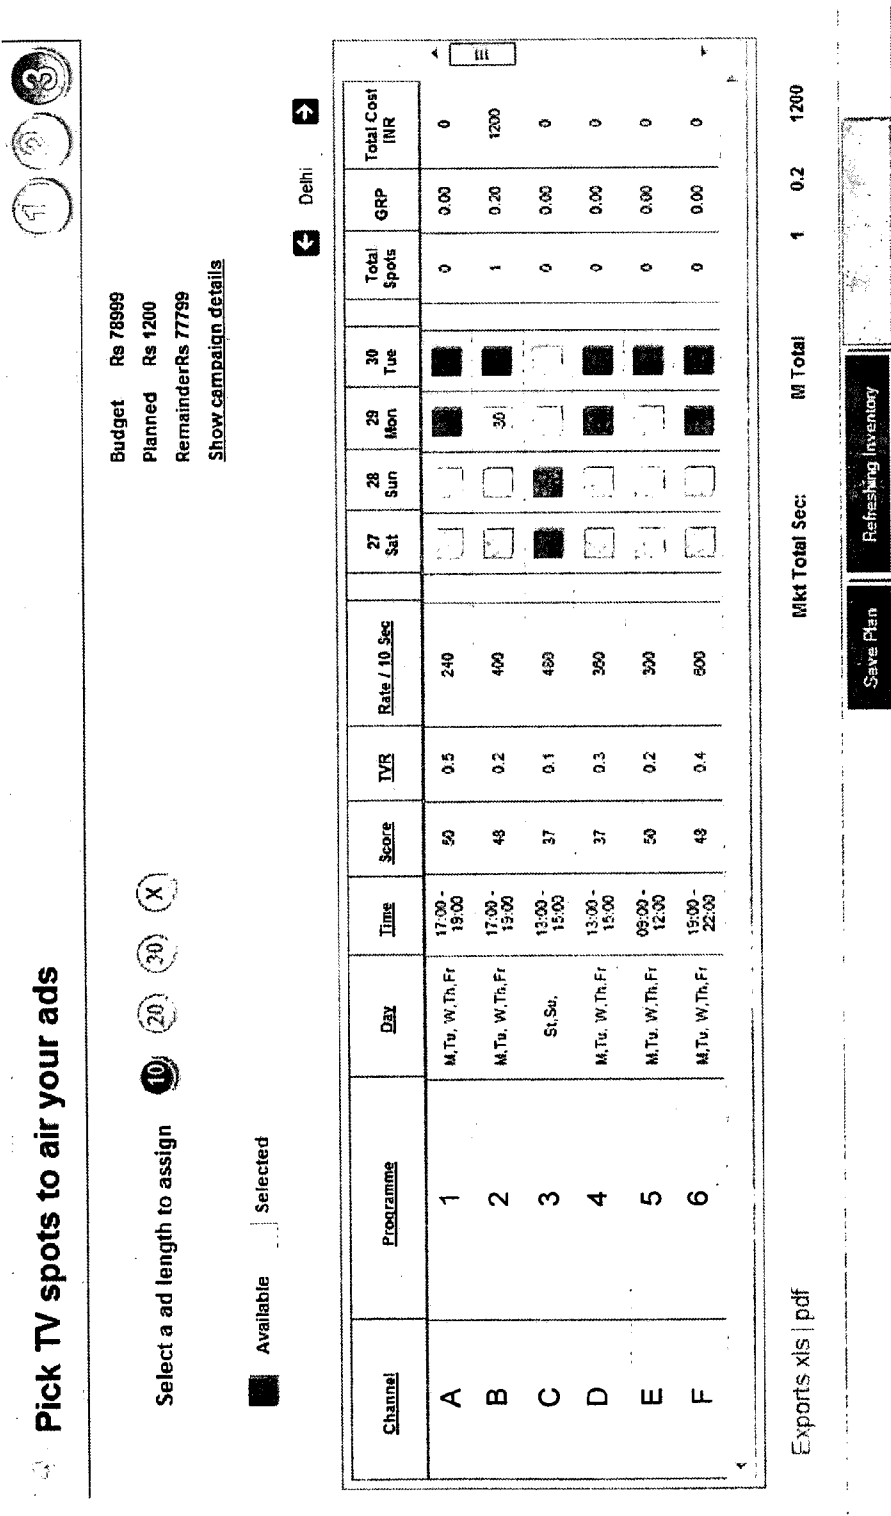 Pick TV spots to air your ads
1 2 3
Select a ad length to assign 10 20 30 X
Budget Rs 78999
Planned Rs 1200
RemainderRs 77799
Show campaign details
Available Selected
Delhi
Channel Programme Day Time Score TVR Rate / 10 Sec 27 Sat 28 Sun 29 Mon 30 Tue Total Spots GRP Total Cost INR
A 1 M,Tu, W,Th,Fr 17:00 - 19:00 50 0.5 240 0 0.00 0
B 2 M,Tu, W,Th,Fr 17:00 - 19:00 48 0.2 400 30 1 0.20 1200
C 3 St,Su, 13:00 - 15:00 37 0.1 480 0 0.00 0
D 4 M,Tu, W,Th,Fr 13:00 - 15:00 37 0.3 360 0 0.00 0
E 5 M,Tu, W,Th,Fr 09:00 - 12:00 50 0.2 300 0 0.00 0
F 6 M,Tu, W,Th,Fr 19:00 - 22:00 48 0.4 600 0 0.00 0
Exports xls | pdf
Mkt Total Sec: M Total 1 0.2 1200
Save Plan Refreshing Inventory